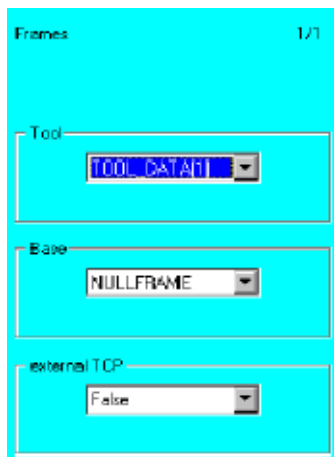 Frames 1/1
Tool
TOOL_DATA[1]
Base
NULLFRAME
external TCP
False